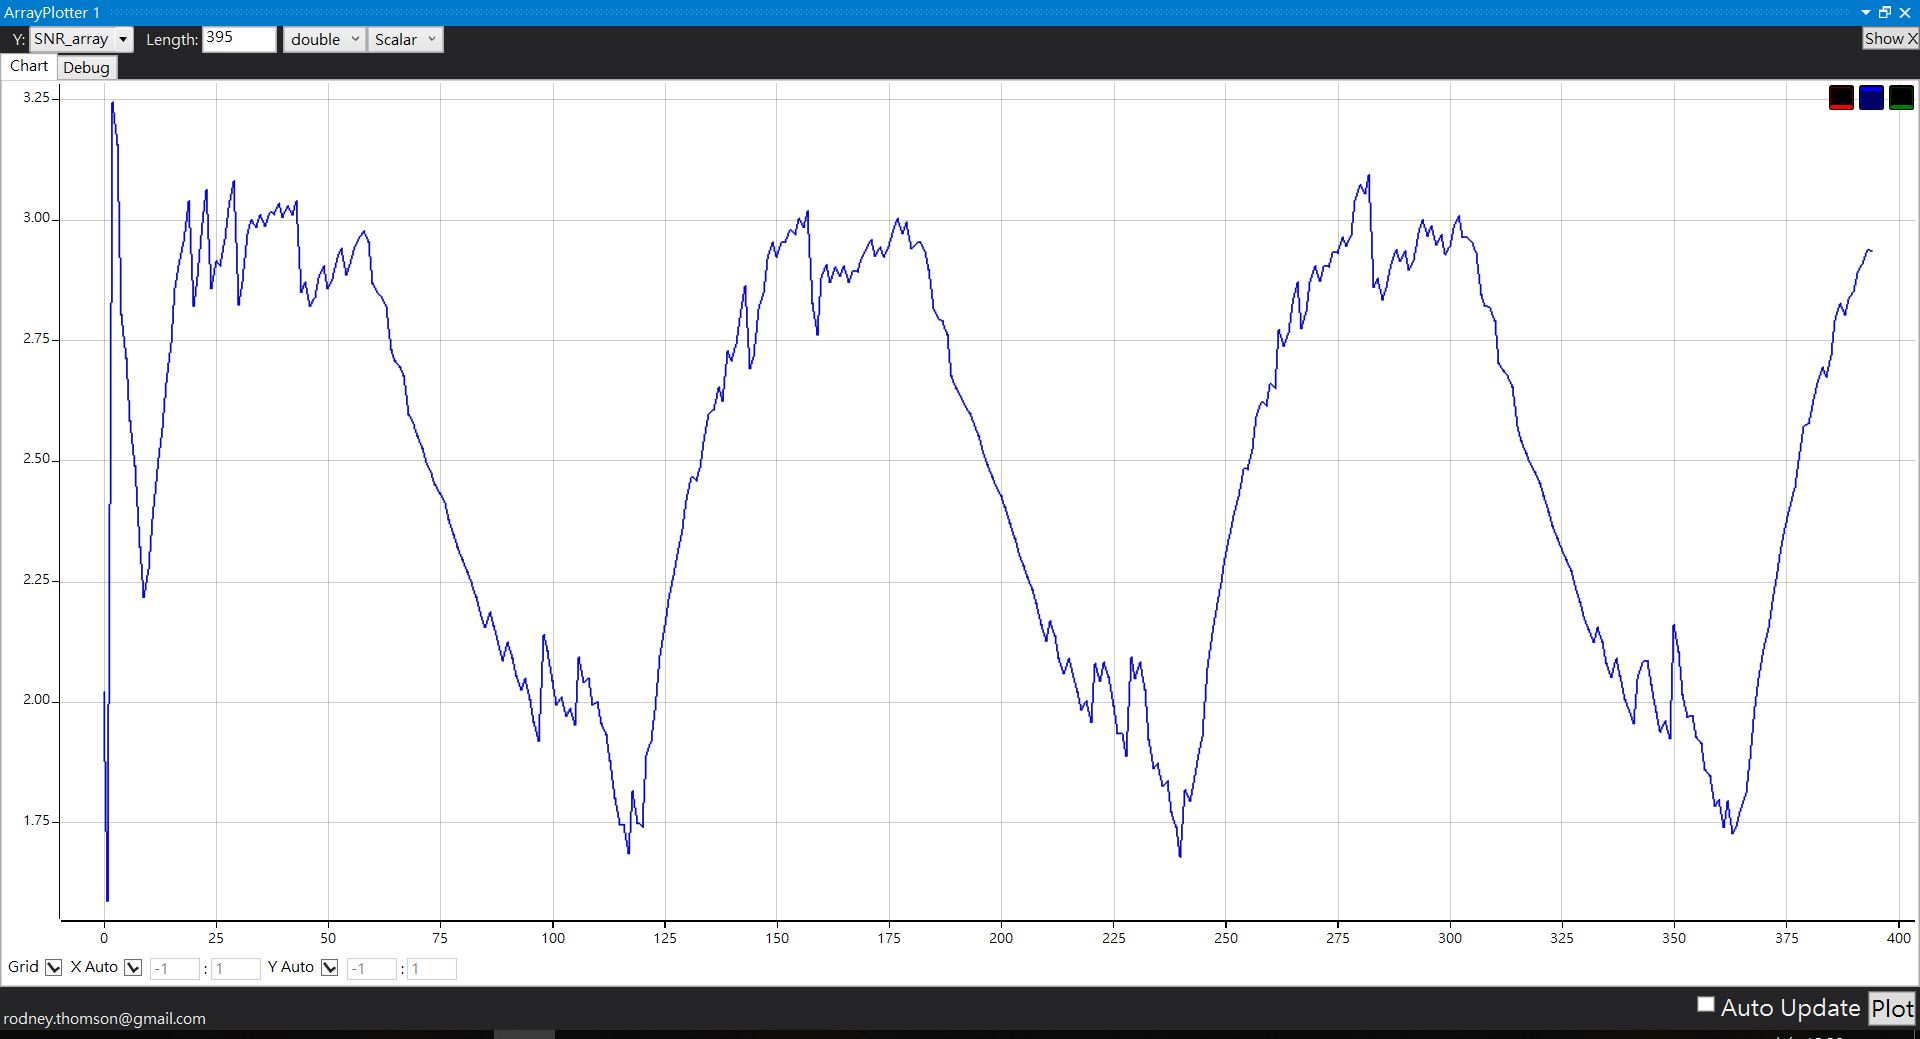 ArrayPlotter 1
Y: SNR_array Length: 395 double Scalar Show X
Chart Debug
3.25
3.00
2.75
2.50
2.25
2.00
1.75
0 25 50 75 100 125 150 175 200 225 250 275 300 325 350 375 400
Grid X Auto -1 : 1 Y Auto -1 : 1
Auto Update Plot
rodney.thomson@gmail.com